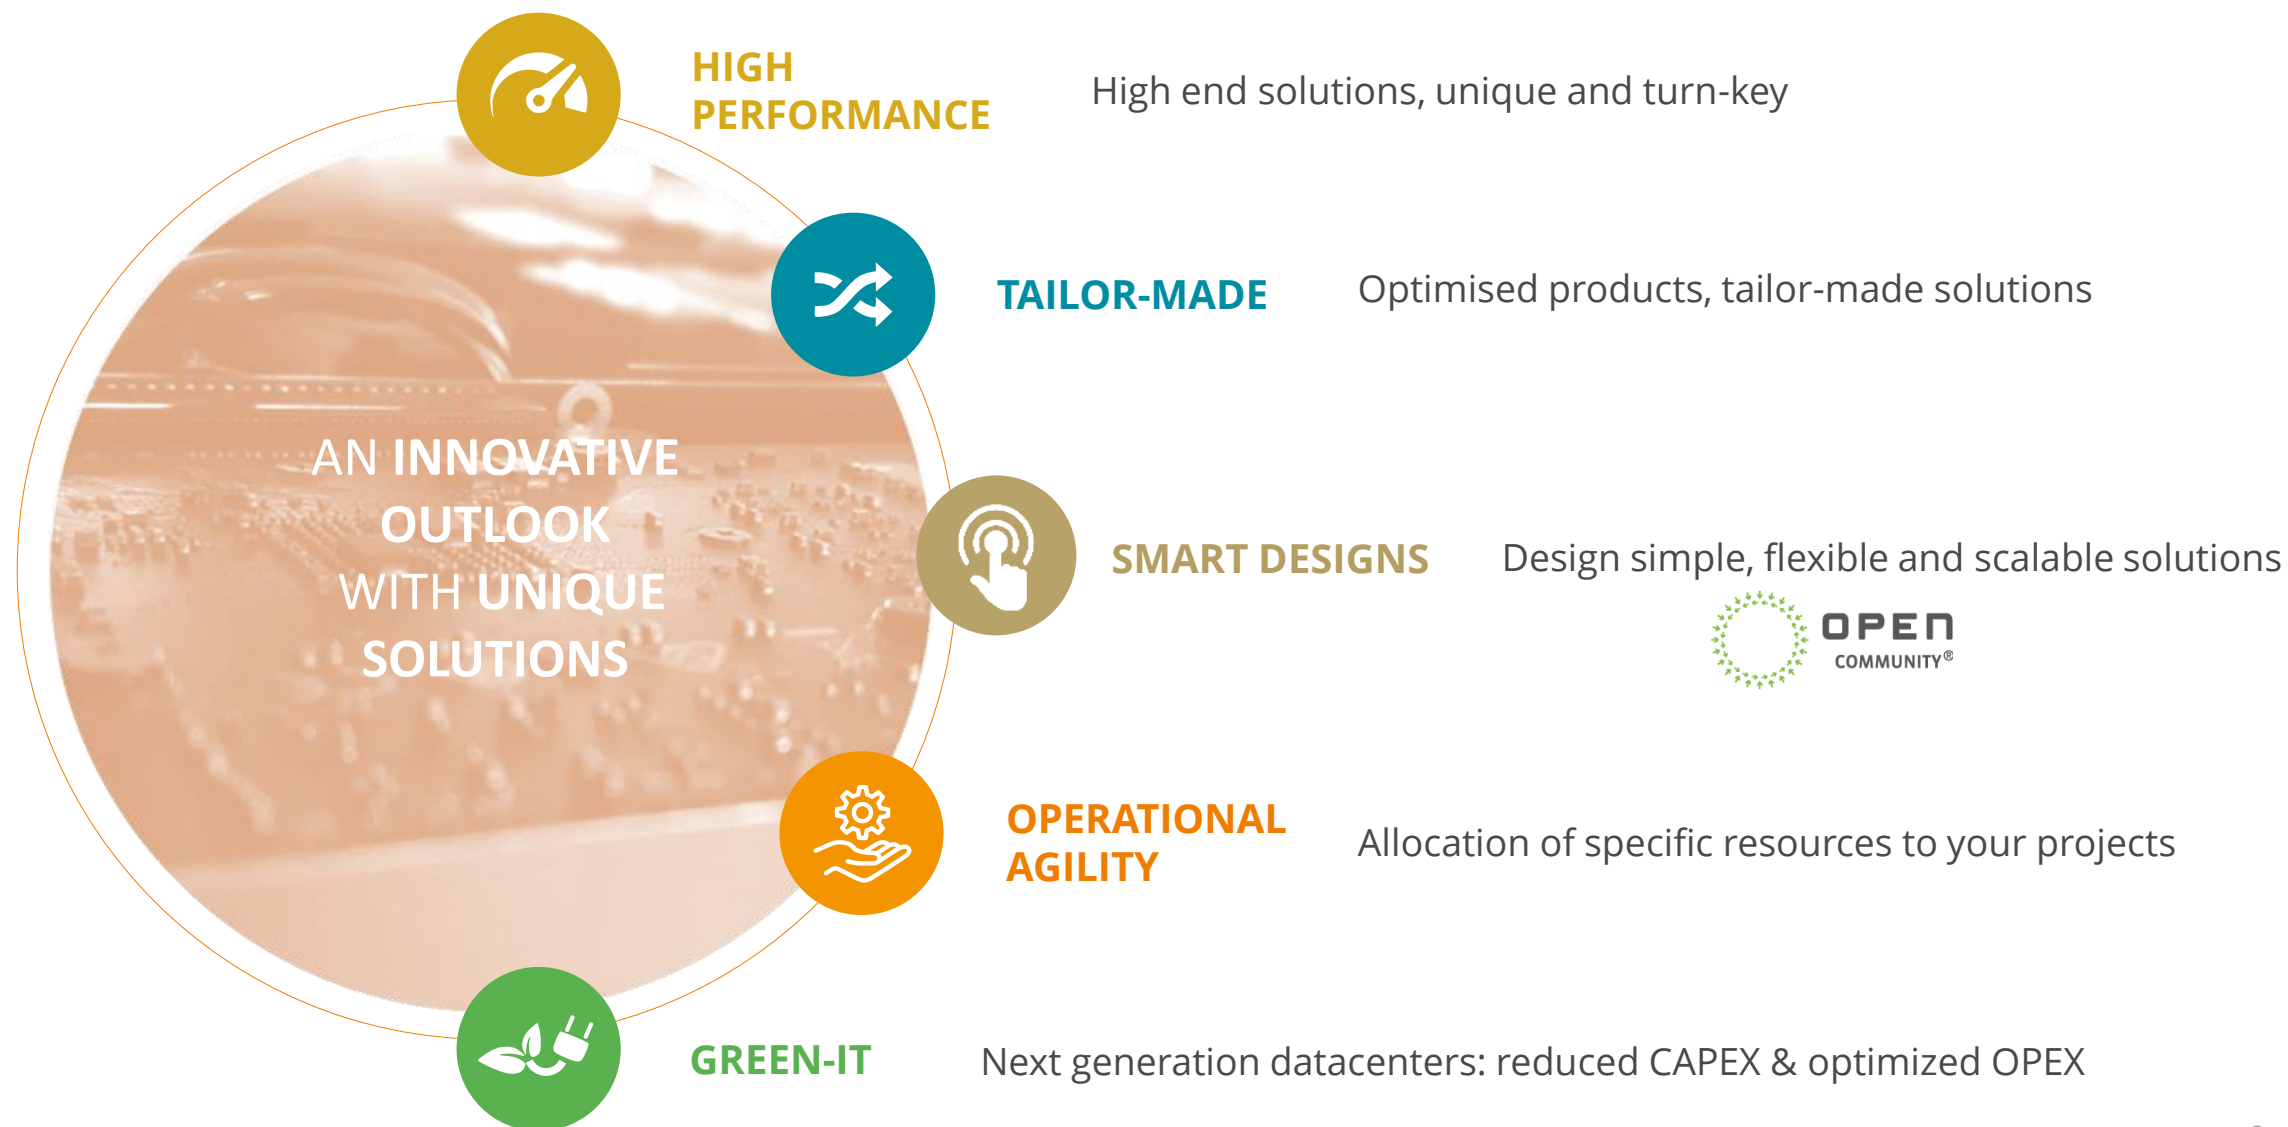 HIGH
PERFORMANCE
High end solutions, unique and turn-key
TAILOR-MADE
Optimised products, tailor-made solutions
AN INNOVATIVE
OUTLOOK
WITH UNIQUE
SOLUTIONS
SMART DESIGNS
Design simple, flexible and scalable solutions
OPEN
COMMUNITY®
OPERATIONAL
AGILITY
Allocation of specific resources to your projects
GREEN-IT
Next generation datacenters: reduced CAPEX & optimized OPEX